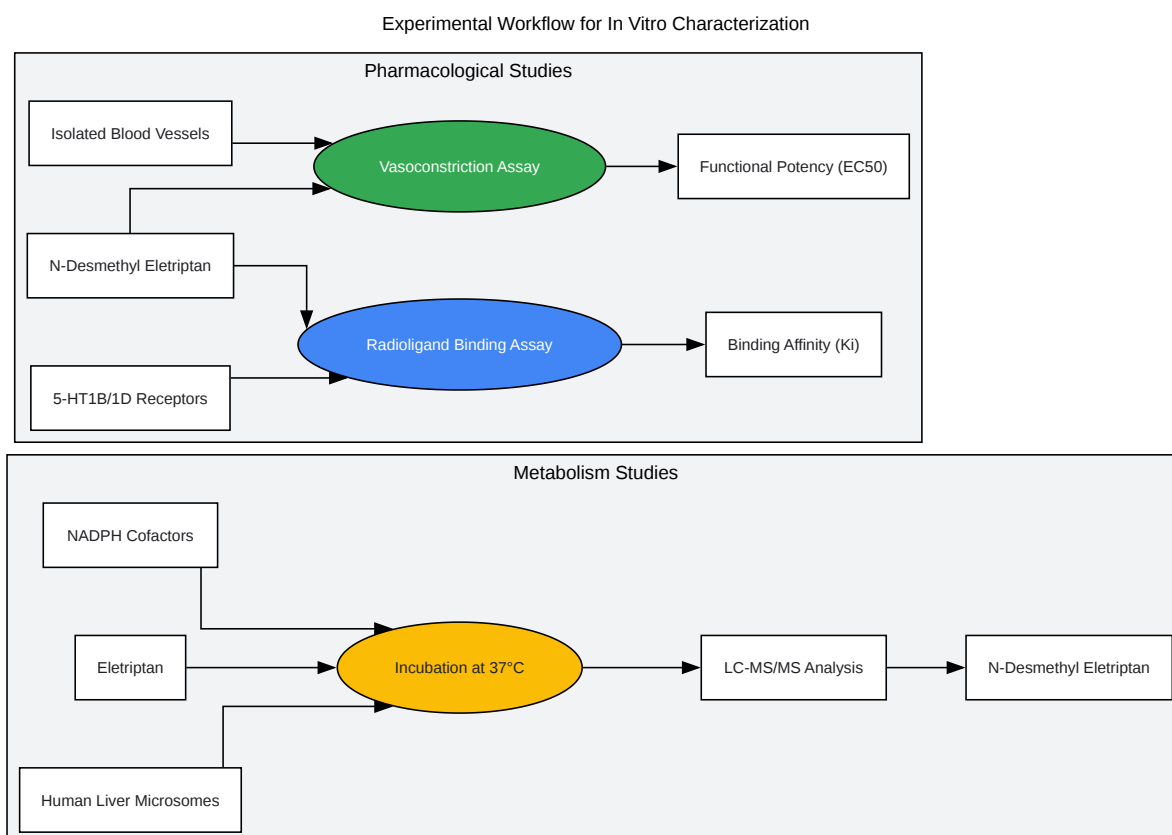 Experimental Workflow for In Vitro Characterization
Pharmacological Studies
Isolated Blood Vessels
Vasoconstriction Assay
Functional Potency (EC50)
N-Desmethyl Eletriptan
Radioligand Binding Assay
Binding Affinity (Ki)
5-HT1B/1D Receptors
Metabolism Studies
NADPH Cofactors
Eletriptan
Incubation at 37°C
LC-MS/MS Analysis
N-Desmethyl Eletriptan
Human Liver Microsomes